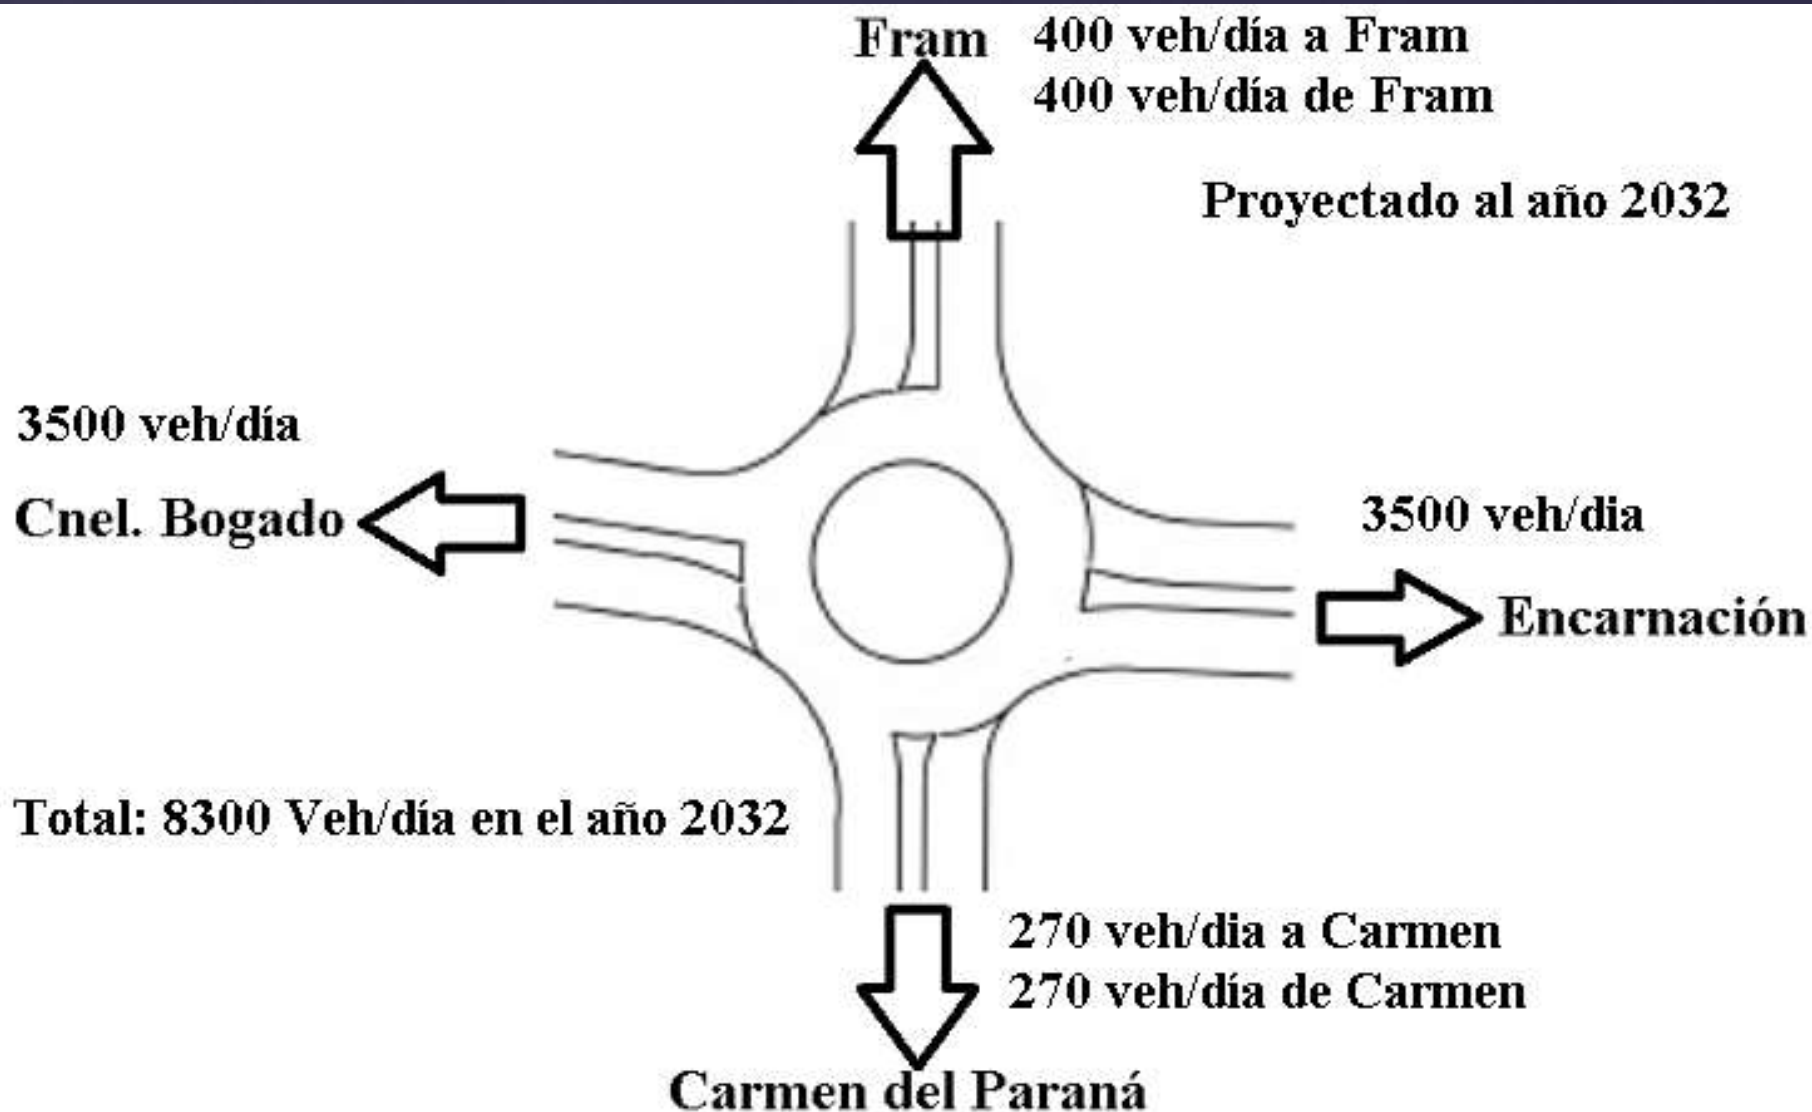 Fram
400 veh/día a Fram
400 veh/día de Fram
Proyectado al año 2032
3500 veh/día
Cnel. Bogado
3500 veh/dia
Encarnación
Total: 8300 Veh/día en el año 2032
270 veh/dia a Carmen
270 veh/día de Carmen
Carmen del Paraná